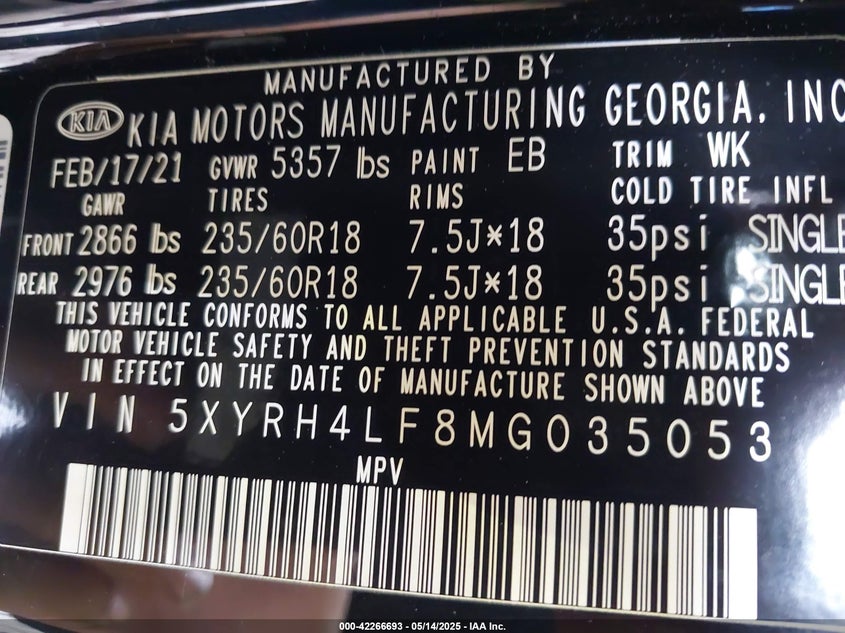 MANUFACTURED BY
KIA KIA MOTORS MANUFACTURING GEORGIA, INC
FEB/17/21 GVWR 5357 lbs PAINT EB TRIM WK
GAWR TIRES RIMS COLD TIRE INFL
FRONT 2866 lbs 235/60R18 7.5J*18 35psi SINGLE
REAR 2976 lbs 235/60R18 7.5J*18 35psi SINGLE
THIS VEHICLE CONFORMS TO ALL APPLICABLE U.S.A. FEDERAL
MOTOR VEHICLE SAFETY AND THEFT PREVENTION STANDARDS
IN EFFECT ON THE DATE OF MANUFACTURE SHOWN ABOVE
VIN 5XYRH4LF8MG035053
MPV
000-42266693 - 05/14/2025 - IAA Inc.